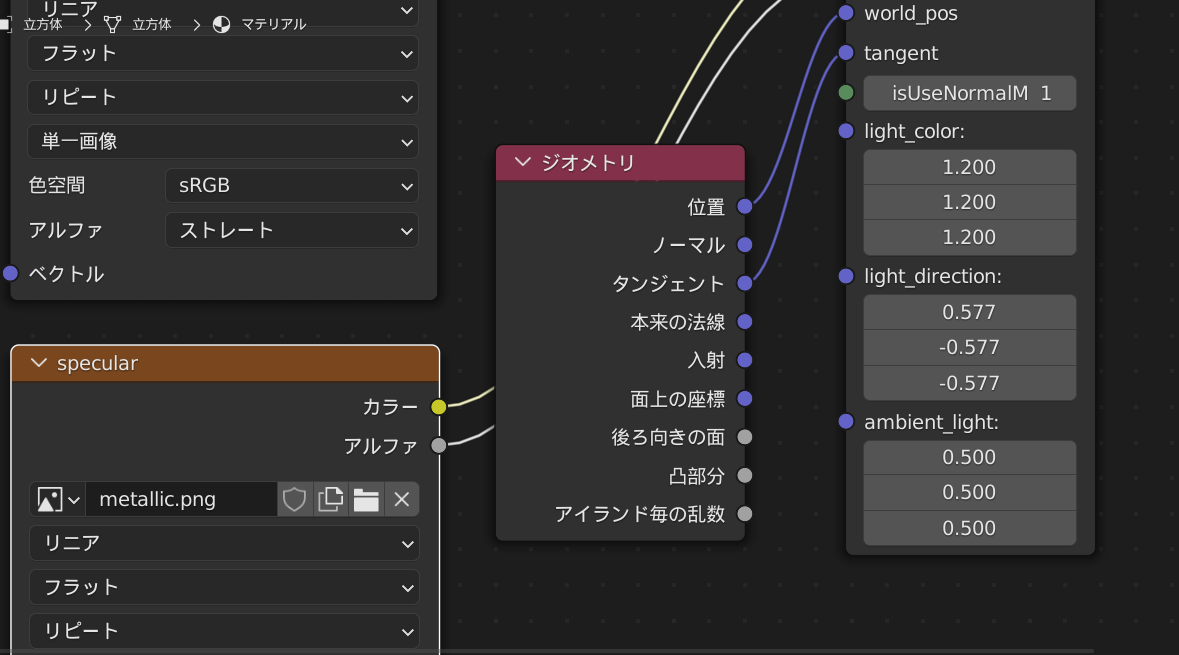 リニア
立方体 > 立方体 > マテリアル
フラット
リピート
単一画像
色空間 sRGB
アルファ ストレート
ベクトル
specular
カラー
アルファ
metallic.png
リニア
フラット
リピート
ジオメトリ
位置
ノーマル
タンジェント
本来の法線
入射
面上の座標
後ろ向きの面
凸部分
アイランド毎の乱数
world_pos
tangent
isUseNormalM 1
light_color:
1.200
1.200
1.200
light_direction:
0.577
-0.577
-0.577
ambient_light:
0.500
0.500
0.500